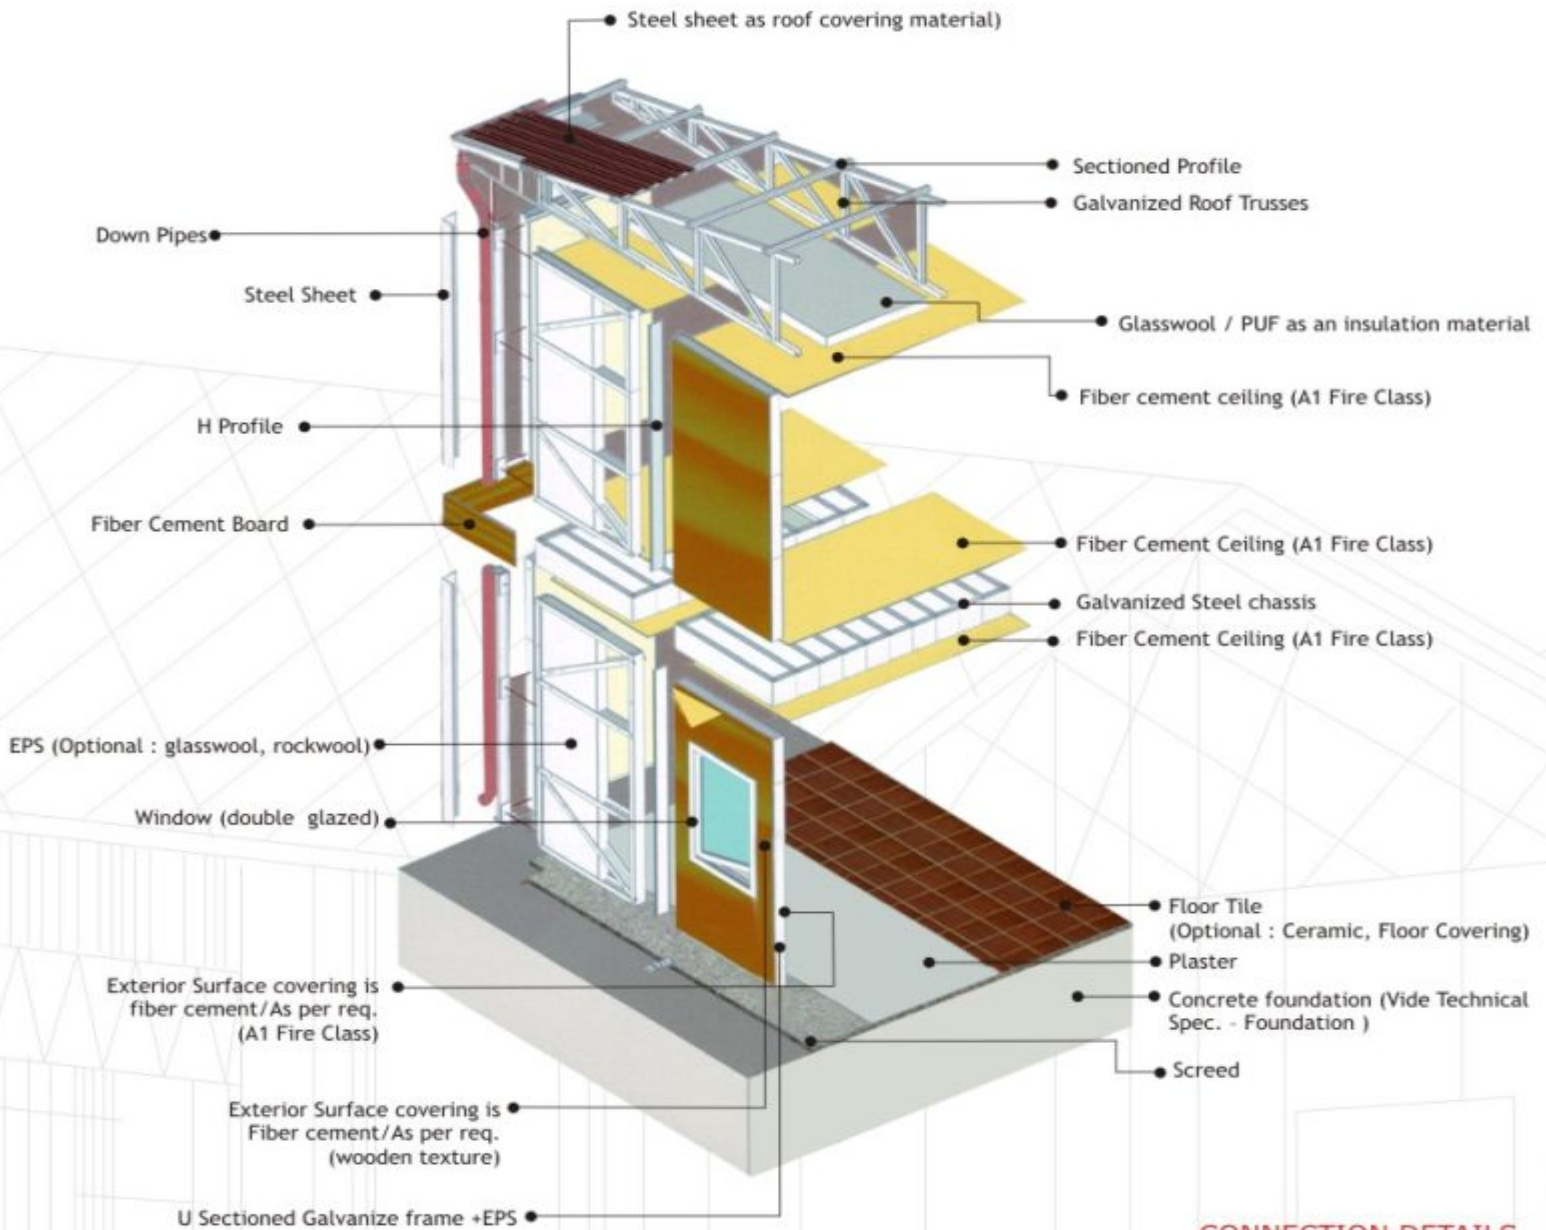 Steel sheet as roof covering material)
Sectioned Profile
Galvanized Roof Trusses
Down Pipes
Steel Sheet
Glasswool / PUF as an insulation material
Fiber cement ceiling (A1 Fire Class)
H Profile
Fiber Cement Board
Fiber Cement Ceiling (A1 Fire Class)
Galvanized Steel chassis
Fiber Cement Ceiling (A1 Fire Class)
EPS (Optional : glasswool, rockwool)
Window (double glazed)
Floor Tile
(Optional : Ceramic, Floor Covering)
Plaster
Concrete foundation (Vide Technical
Spec. - Foundation )
Screed
Exterior Surface covering is
fiber cement/As per req.
(A1 Fire Class)
Exterior Surface covering is
Fiber cement/As per req.
(wooden texture)
U Sectioned Galvanize frame +EPS
CONNECTION DETAILS